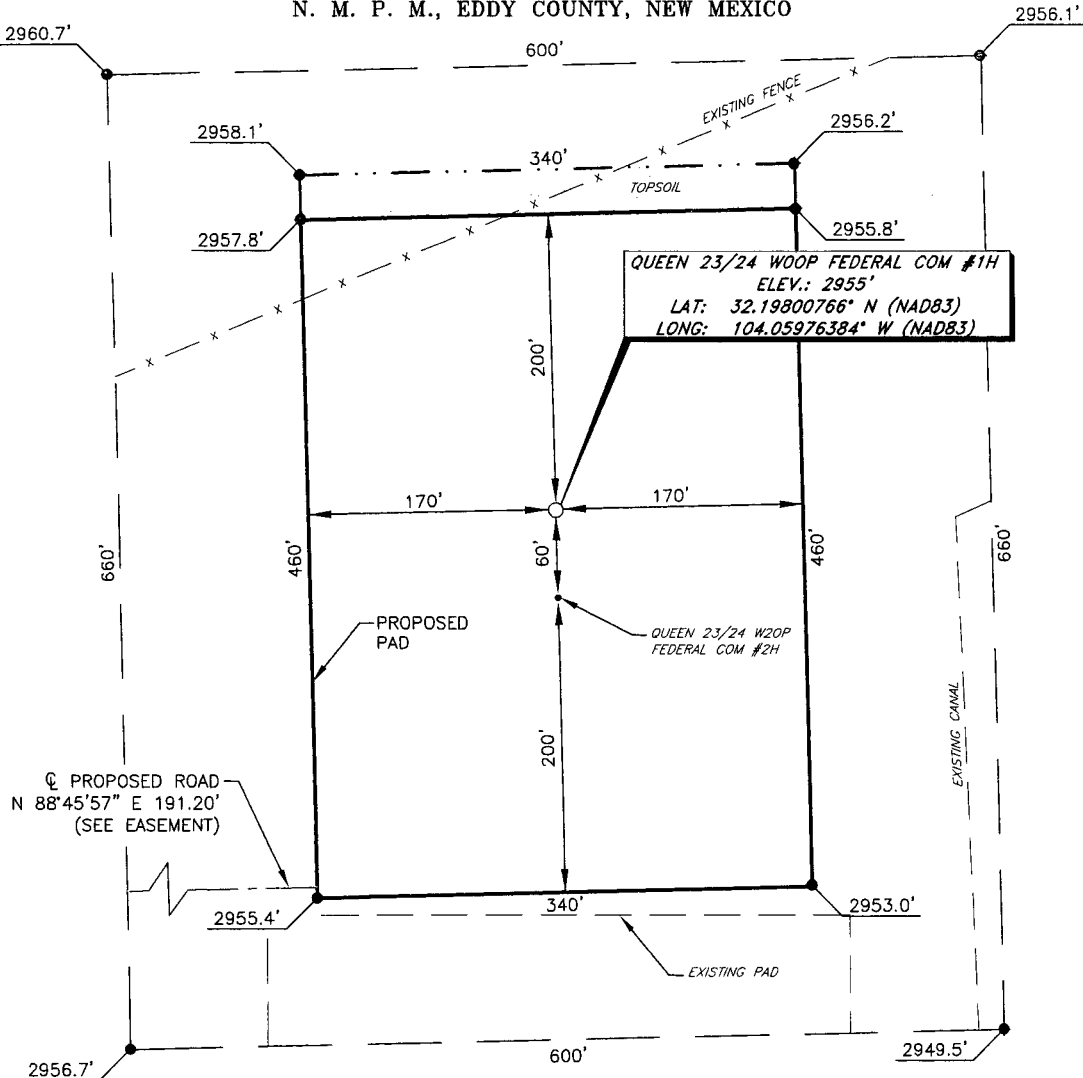 N. M. P. M., EDDY COUNTY, NEW MEXICO
2960.7'
2956.1'
600'
EXISTING FENCE
2958.1'
340'
2956.2'
TOPSOIL
2957.8'
2955.8'
QUEEN 23/24 WOOP FEDERAL COM #1H
ELEV.: 2955'
LAT: 32.19800766° N (NAD83)
LONG: 104.05976384° W (NAD83)
200'
170'
170'
660'
460'
60'
460'
660'
PROPOSED
PAD
QUEEN 23/24 W2OP
FEDERAL COM #2H
EXISTING CANAL
200'
℄ PROPOSED ROAD
N 88°45'57" E 191.20'
(SEE EASEMENT)
2955.4'
340'
2953.0'
EXISTING PAD
2956.7'
600'
2949.5'